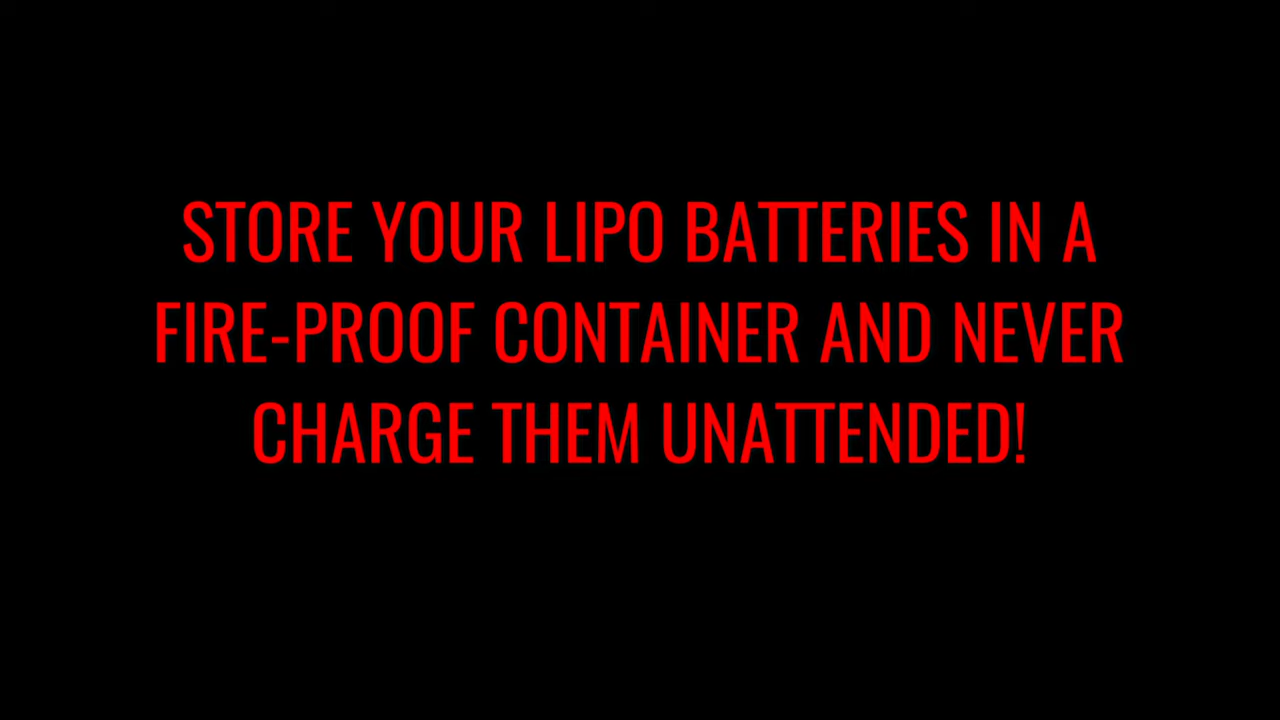 STORE YOUR LIPO BATTERIES IN A
FIRE-PROOF CONTAINER AND NEVER
CHARGE THEM UNATTENDED!